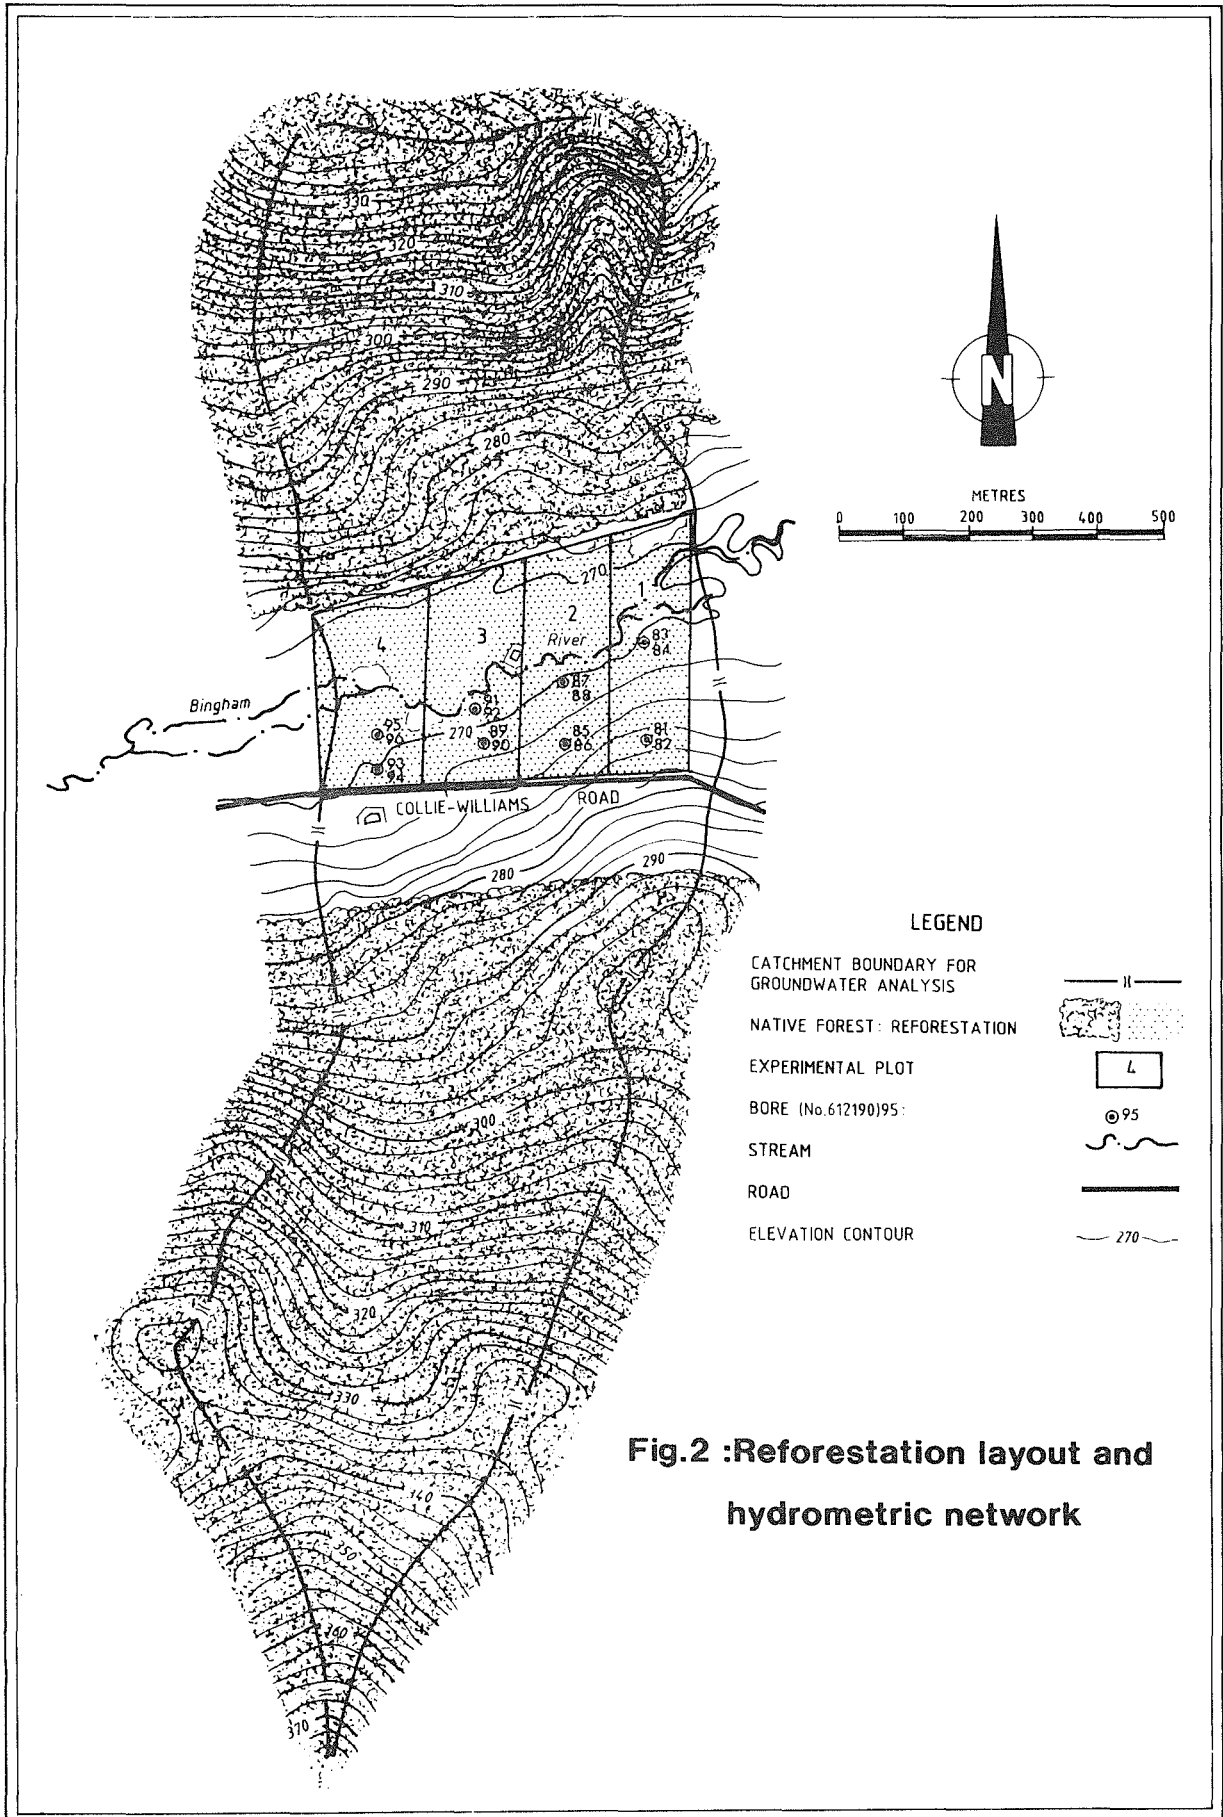 330
320
310
300
290
280
N
METRES
0 100 200 300 400 500
270
1
2
3
4
River
83
84
87
88
Bingham
91
92
95
96
270
89
90
85
86
81
82
93
94
COLLIE-WILLIAMS ROAD
280
290
LEGEND
CATCHMENT BOUNDARY FOR
GROUNDWATER ANALYSIS
NATIVE FOREST: REFORESTATION
EXPERIMENTAL PLOT
4
BORE (No.612190)95:
95
STREAM
ROAD
ELEVATION CONTOUR
270
300
310
320
330
340
350
360
370
Fig.2 :Reforestation layout and
hydrometric network